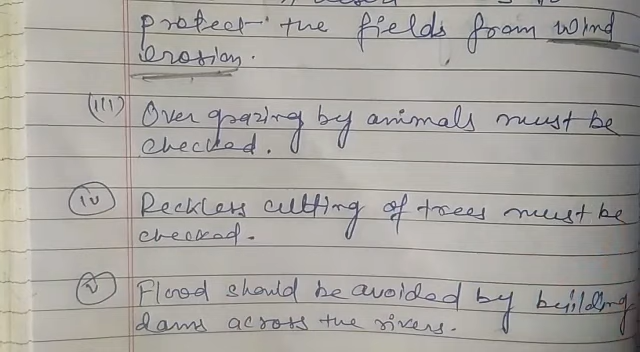 protect the fields from wind
erosion.
(iii) Over grazing by animals must be
checked.
(iv) Reckless cutting of trees must be
checked.
(v) Flood should be avoided by building
dams across the rivers.